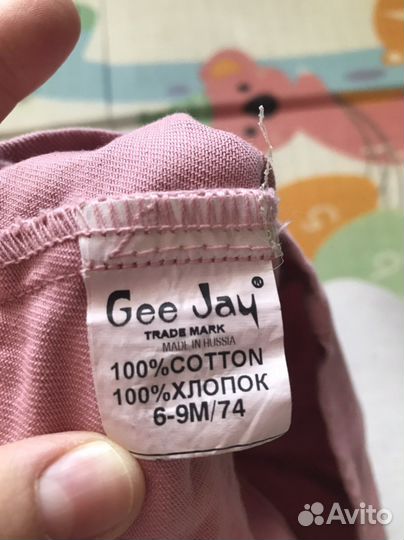 Gee Jay ®
TRADE MARK
MADE IN RUSSIA
100%COTTON
100%ХЛОПОК
6-9M/74
Avito